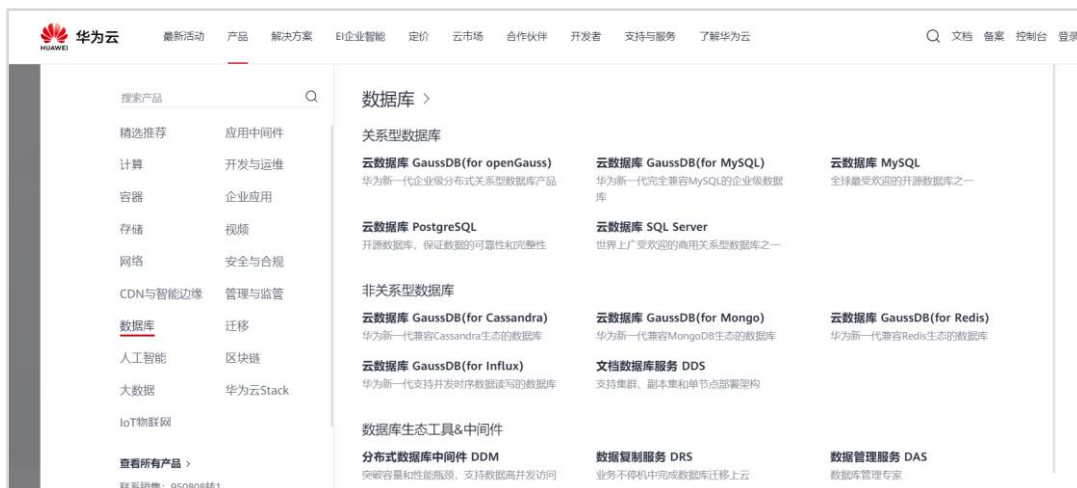 HUAWEI
华为云 最新活动 产品 解决方案 EI企业智能 定价 云市场 合作伙伴 开发者 支持与服务 了解华为云 文档 备案 控制台 登录
搜索产品
精选推荐 应用中间件
计算 开发与运维
容器 企业应用
存储 视频
网络 安全与合规
CDN与智能边缘 管理与监管
数据库 迁移
人工智能 区块链
大数据 华为云Stack
IoT物联网
查看所有产品 >
联系销售：950808转1
数据库 >
关系型数据库
云数据库 GaussDB(for openGauss) 云数据库 GaussDB(for MySQL) 云数据库 MySQL
华为新一代企业级分布式关系型数据库产品 华为新一代完全兼容MySQL的企业级数据 全球最受欢迎的开源数据库之一
库
云数据库 PostgreSQL 云数据库 SQL Server
开源数据库，保证数据的可靠性和完整性 世界上广受欢迎的商用关系型数据库之一
非关系型数据库
云数据库 GaussDB(for Cassandra) 云数据库 GaussDB(for Mongo) 云数据库 GaussDB(for Redis)
华为新一代兼容Cassandra生态的数据库 华为新一代兼容MongoDB生态的数据库 华为新一代兼容Redis生态的数据库
云数据库 GaussDB(for Influx) 文档数据库服务 DDS
华为新一代支持并发时序数据读写的数据库 支持集群、副本集和单节点部署架构
数据库生态工具&中间件
分布式数据库中间件 DDM 数据复制服务 DRS 数据管理服务 DAS
突破容量和性能瓶颈，支持数据高并发访问 业务不停机中完成数据库迁移上云 数据库管理专家